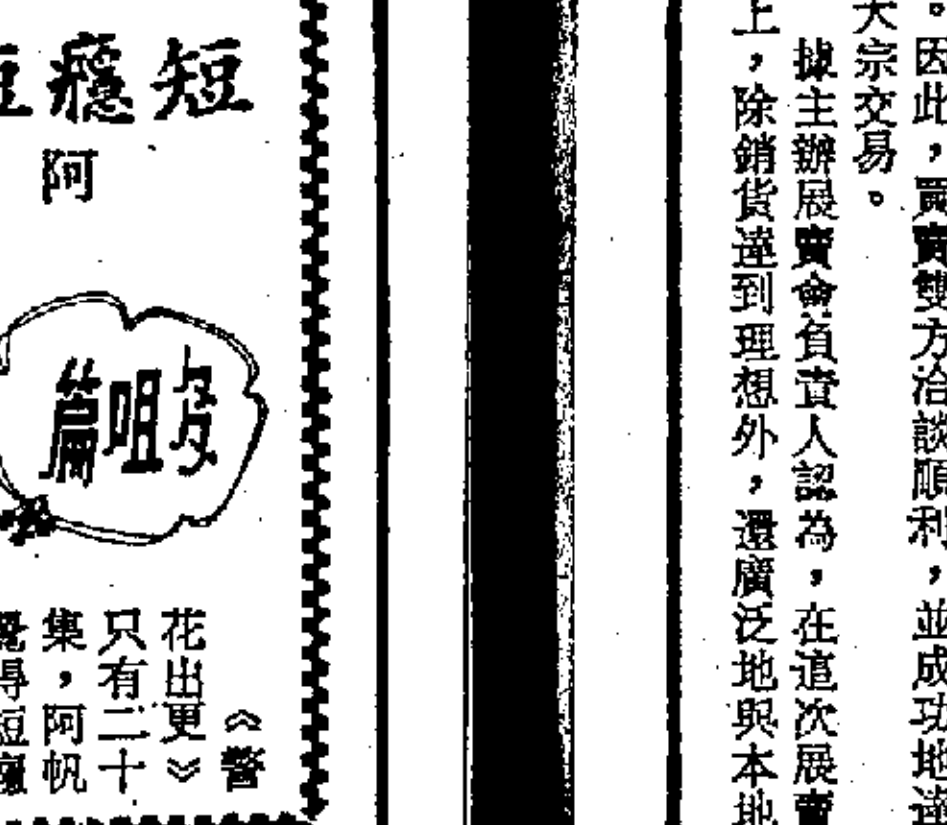 。因此，買賣雙方洽談順利，並成功地達
大宗交易。
據主辦展賣會負責人認為，在這次展賣
上，除銷貨達到理想外，還廣泛地與本地
短癮
阿
篇咀
《警
花出更》
只有二十
集，阿帆
覺得短癮